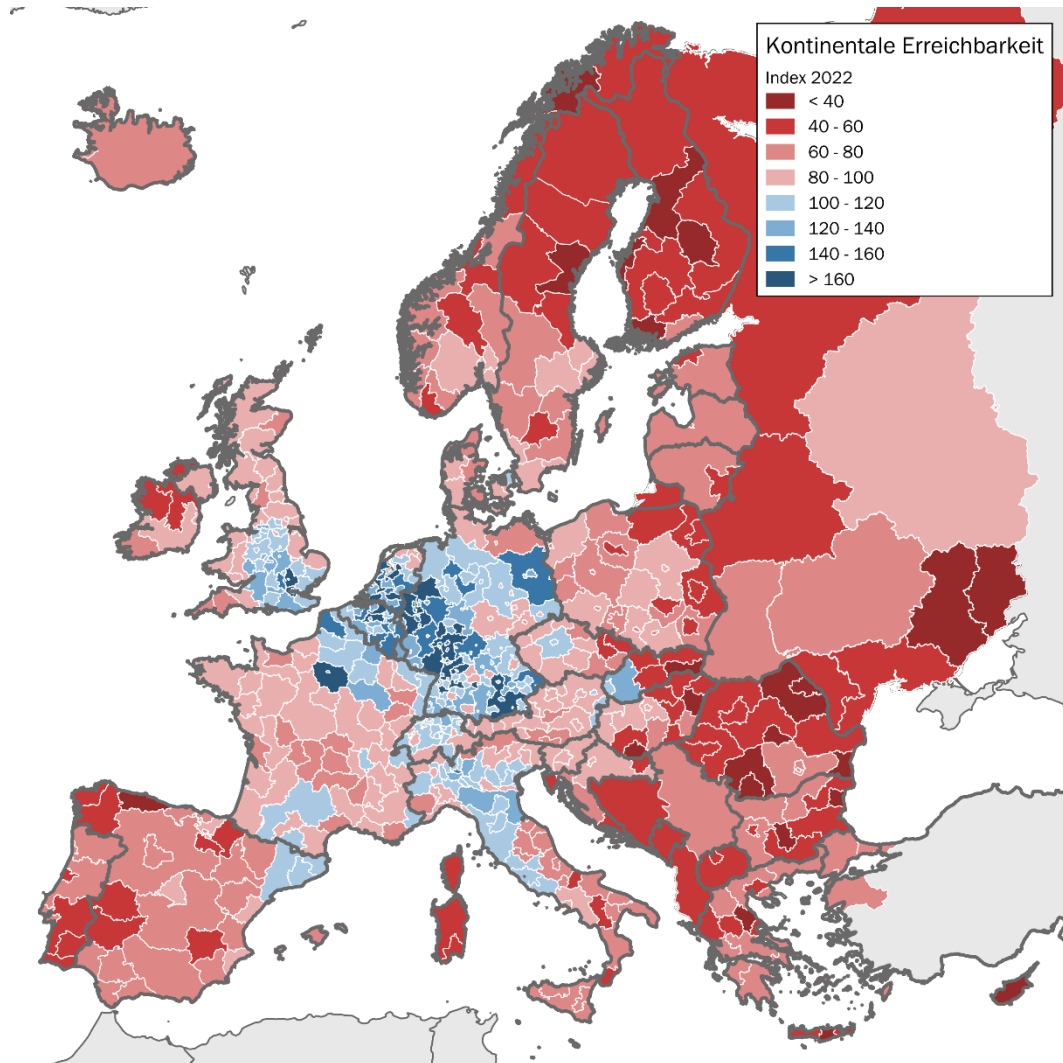 Kontinentale Erreichbarkeit
Index 2022
< 40
40 - 60
60 - 80
80 - 100
100 - 120
120 - 140
140 - 160
> 160